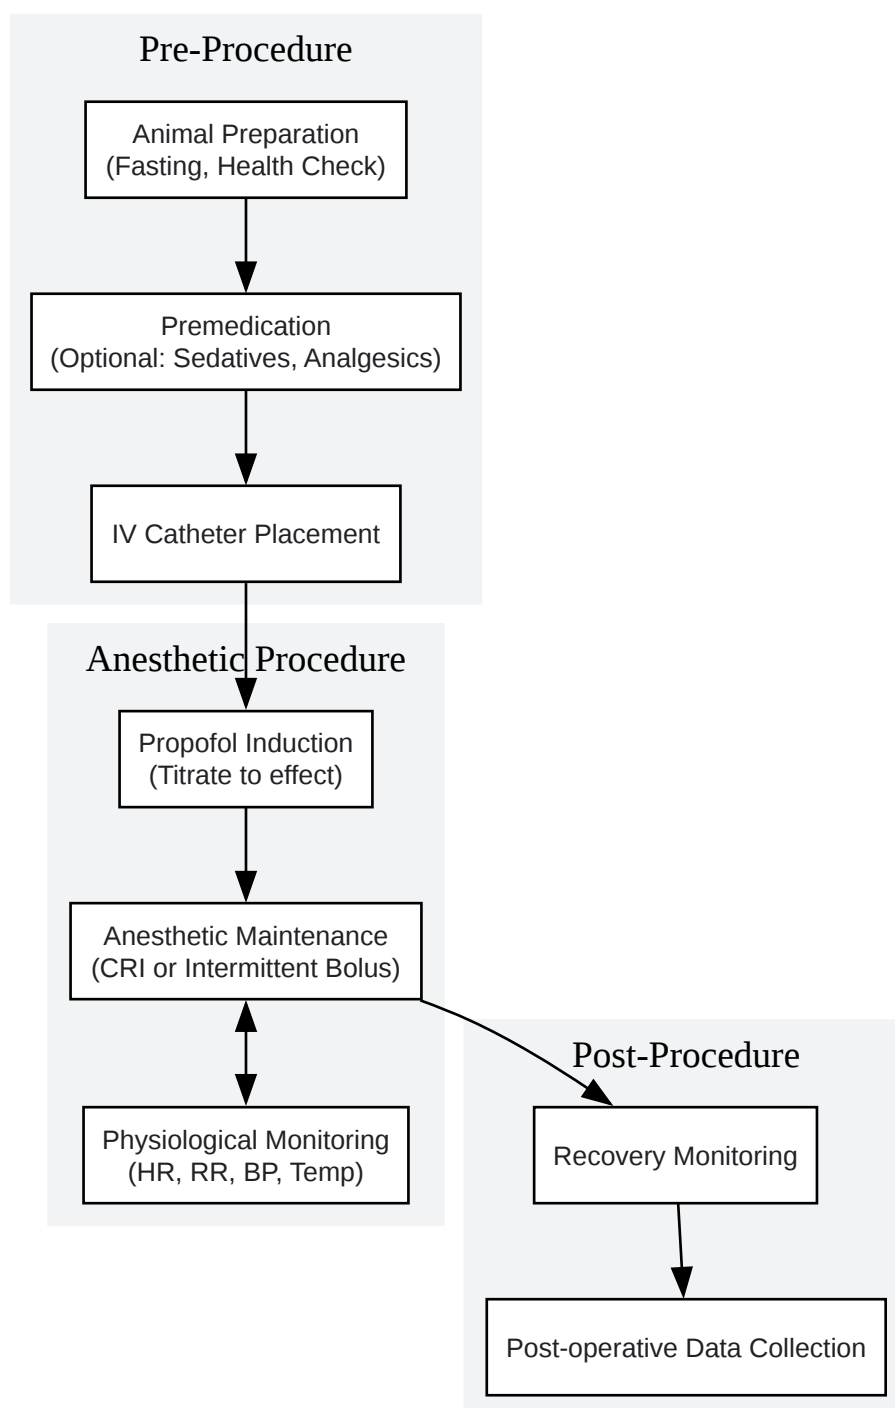 Pre-Procedure
Animal Preparation
(Fasting, Health Check)
Premedication
(Optional: Sedatives, Analgesics)
IV Catheter Placement
Anesthetic Procedure
Propofol Induction
(Titrate to effect)
Anesthetic Maintenance
(CRI or Intermittent Bolus)
Physiological Monitoring
(HR, RR, BP, Temp)
Post-Procedure
Recovery Monitoring
Post-operative Data Collection